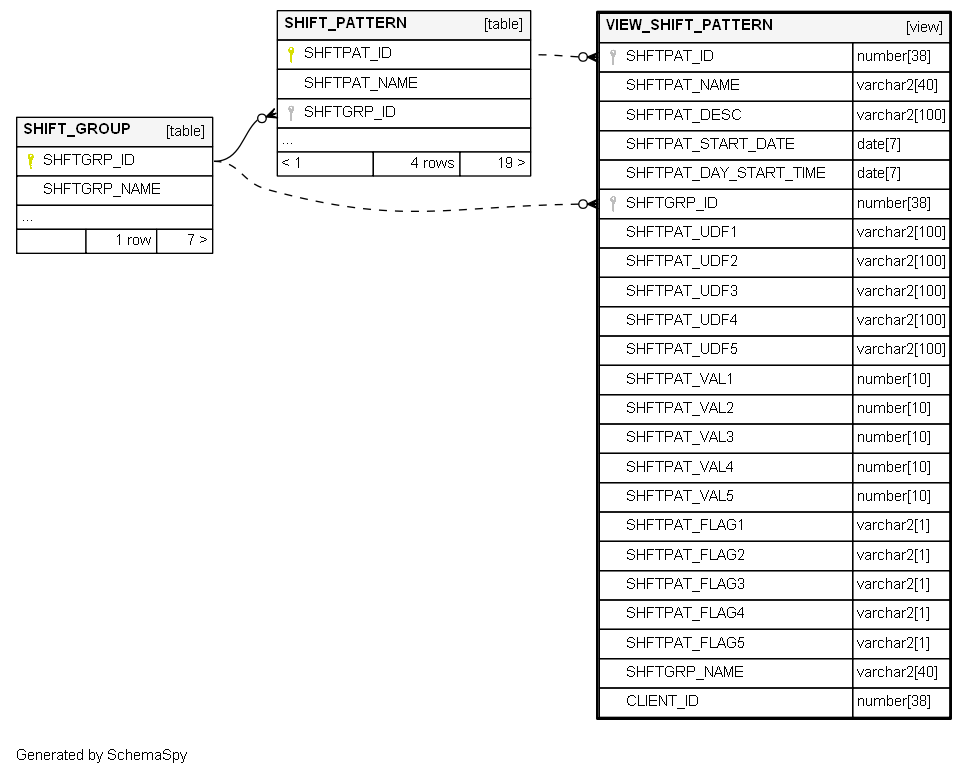 SHIFT_GROUP [table]
SHFTGRP_ID
SHFTGRP_NAME
...
1 row 7 >
SHIFT_PATTERN [table]
SHFTPAT_ID
SHFTPAT_NAME
SHFTGRP_ID
...
< 1 4 rows 19 >
VIEW_SHIFT_PATTERN [view]
SHFTPAT_ID number[38]
SHFTPAT_NAME varchar2[40]
SHFTPAT_DESC varchar2[100]
SHFTPAT_START_DATE date[7]
SHFTPAT_DAY_START_TIME date[7]
SHFTGRP_ID number[38]
SHFTPAT_UDF1 varchar2[100]
SHFTPAT_UDF2 varchar2[100]
SHFTPAT_UDF3 varchar2[100]
SHFTPAT_UDF4 varchar2[100]
SHFTPAT_UDF5 varchar2[100]
SHFTPAT_VAL1 number[10]
SHFTPAT_VAL2 number[10]
SHFTPAT_VAL3 number[10]
SHFTPAT_VAL4 number[10]
SHFTPAT_VAL5 number[10]
SHFTPAT_FLAG1 varchar2[1]
SHFTPAT_FLAG2 varchar2[1]
SHFTPAT_FLAG3 varchar2[1]
SHFTPAT_FLAG4 varchar2[1]
SHFTPAT_FLAG5 varchar2[1]
SHFTGRP_NAME varchar2[40]
CLIENT_ID number[38]
Generated by SchemaSpy